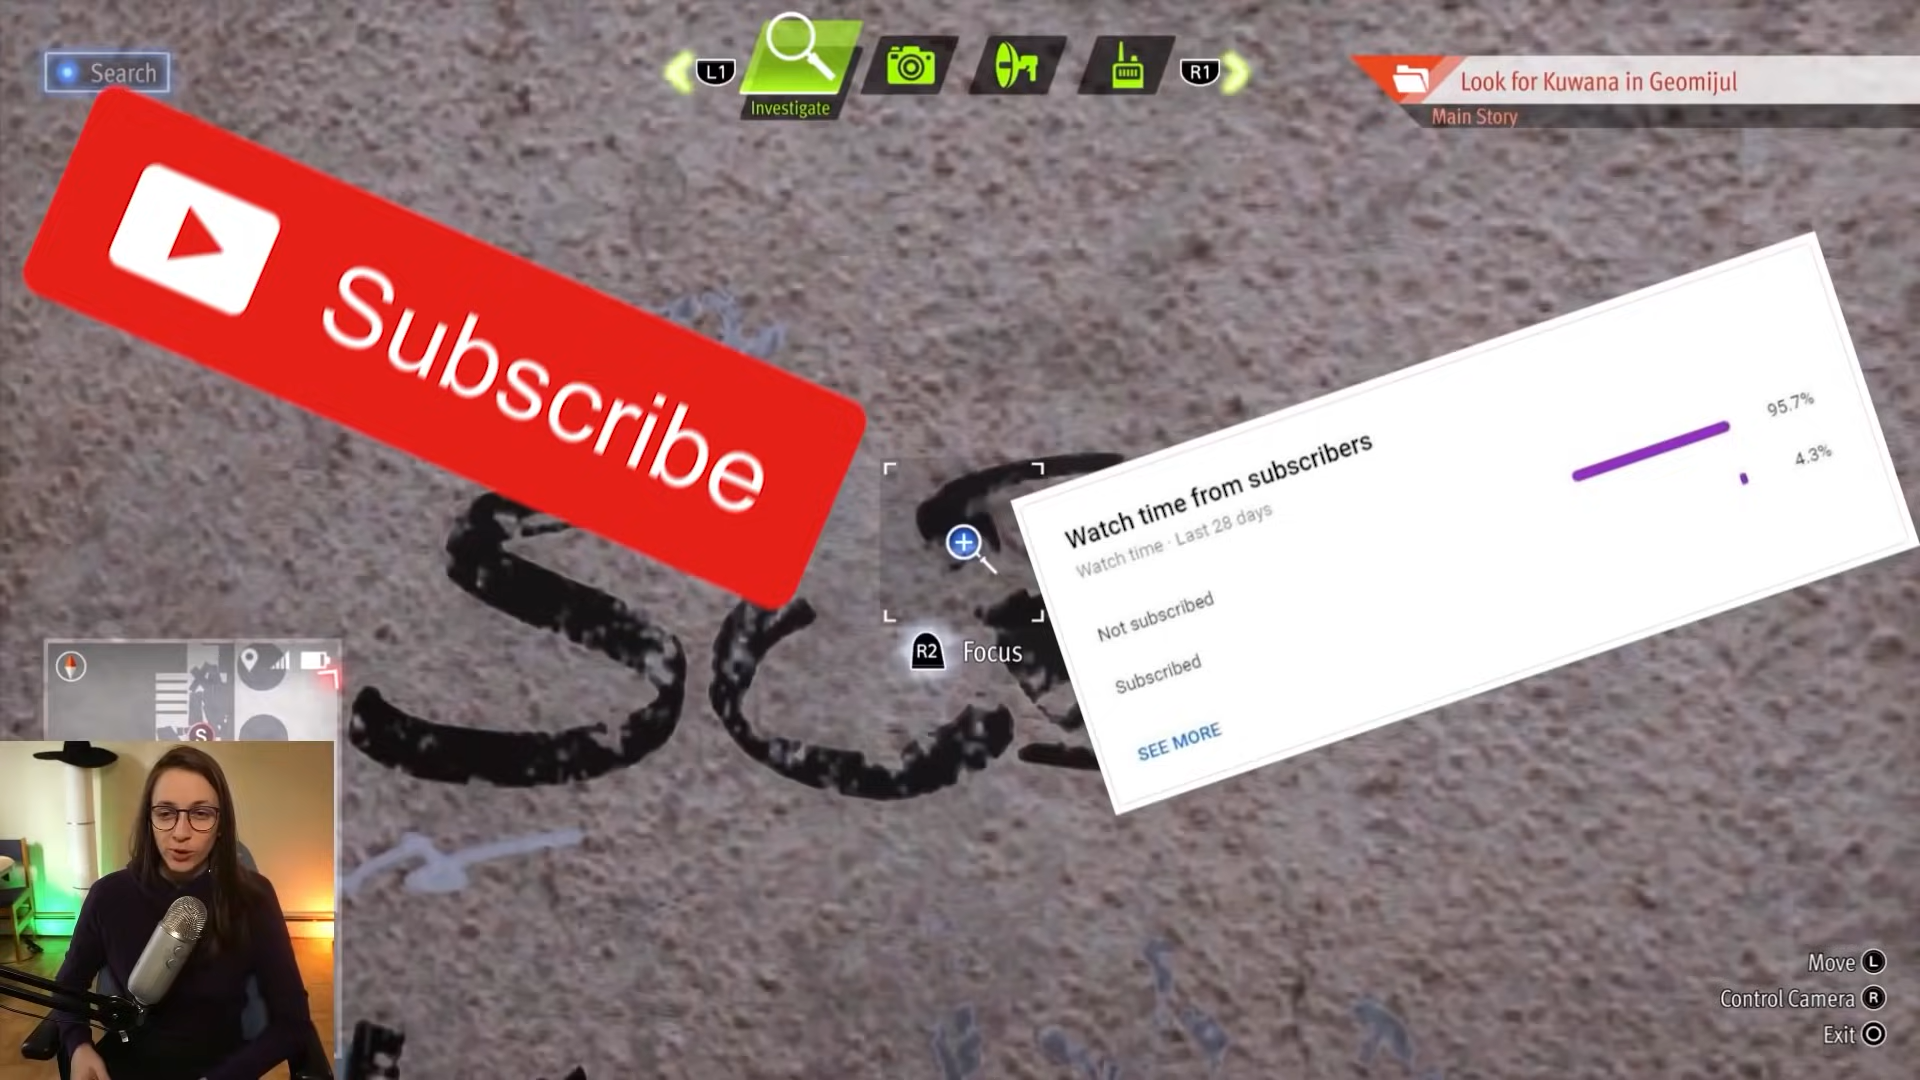 Search
L1
R1
Investigate
Look for Kuwana in Geomijul
Main Story
Subscribe
Watch time from subscribers
Watch time · Last 28 days
Not subscribed
95.7%
Subscribed
4.3%
SEE MORE
R2 Focus
S
Move L
Control Camera R
Exit